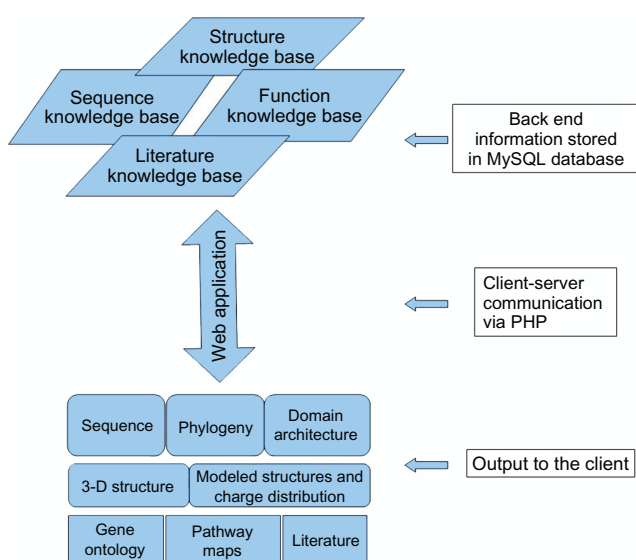 Structure
knowledge base
Sequence
knowledge base
Function
knowledge base
Literature
knowledge base
Back end
information stored
in MySQL database
Web application
Client-server
communication
via PHP
Sequence
Phylogeny
Domain
architecture
3-D structure
Modeled structures and
charge distribution
Output to the client
Gene
ontology
Pathway
maps
Literature